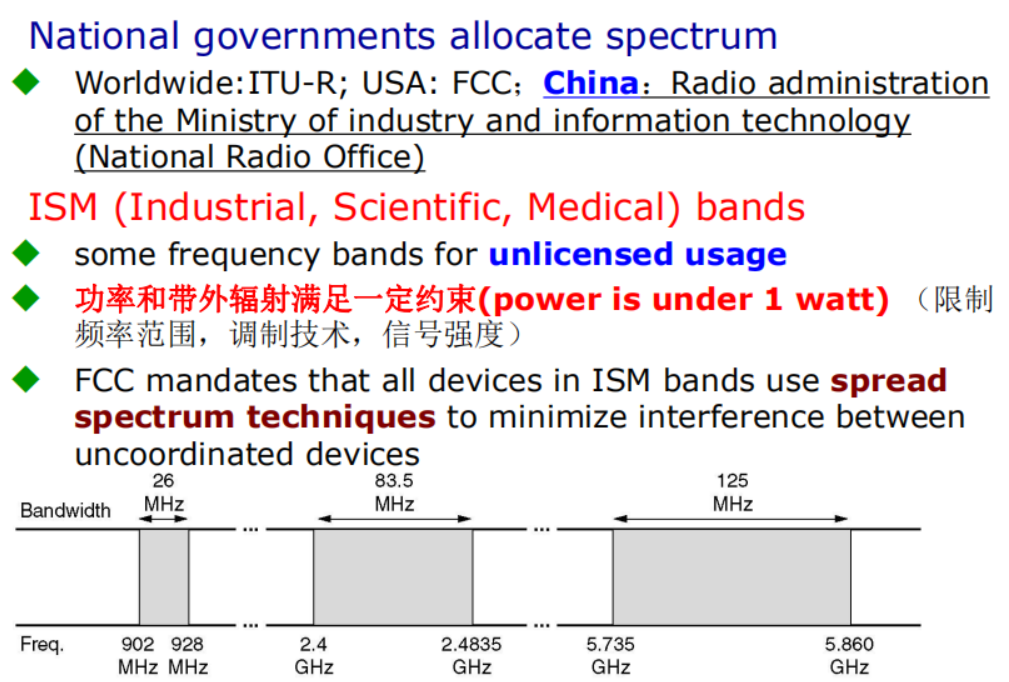 National governments allocate spectrum
Worldwide:ITU-R; USA: FCC；China：Radio administration
of the Ministry of industry and information technology
(National Radio Office)
ISM (Industrial, Scientific, Medical) bands
some frequency bands for unlicensed usage
功率和带外辐射满足一定约束(power is under 1 watt)（限制
频率范围，调制技术，信号强度）
FCC mandates that all devices in ISM bands use spread
spectrum techniques to minimize interference between
uncoordinated devices
26 83.5 125
Bandwidth MHz MHz MHz
... ...
... ...
Freq. 902 928 2.4 2.4835 5.735 5.860
MHz MHz GHz GHz GHz GHz